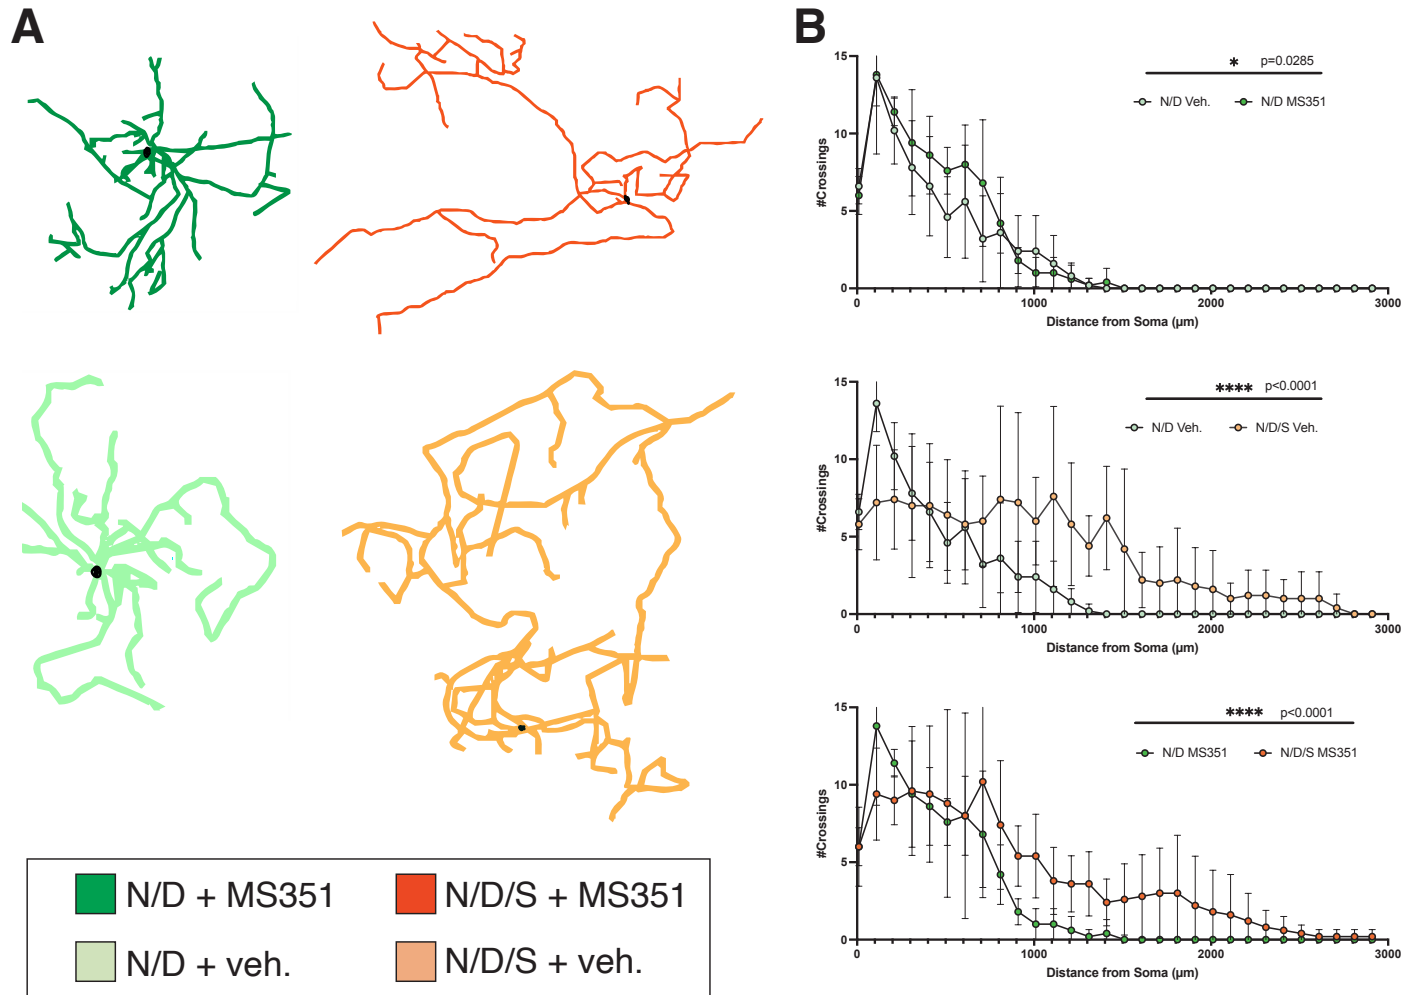 A
B
15
10
5
0
#Crossings
* p=0.0285
N/D Veh. N/D MS351
0 1000 2000 3000
Distance from Soma (µm)
15
10
5
0
#Crossings
**** p<0.0001
N/D Veh. N/D/S Veh.
0 1000 2000 3000
Distance from Soma (µm)
15
10
5
0
#Crossings
**** p<0.0001
N/D MS351 N/D/S MS351
0 1000 2000 3000
Distance from Soma (µm)
N/D + MS351 N/D/S + MS351
N/D + veh. N/D/S + veh.